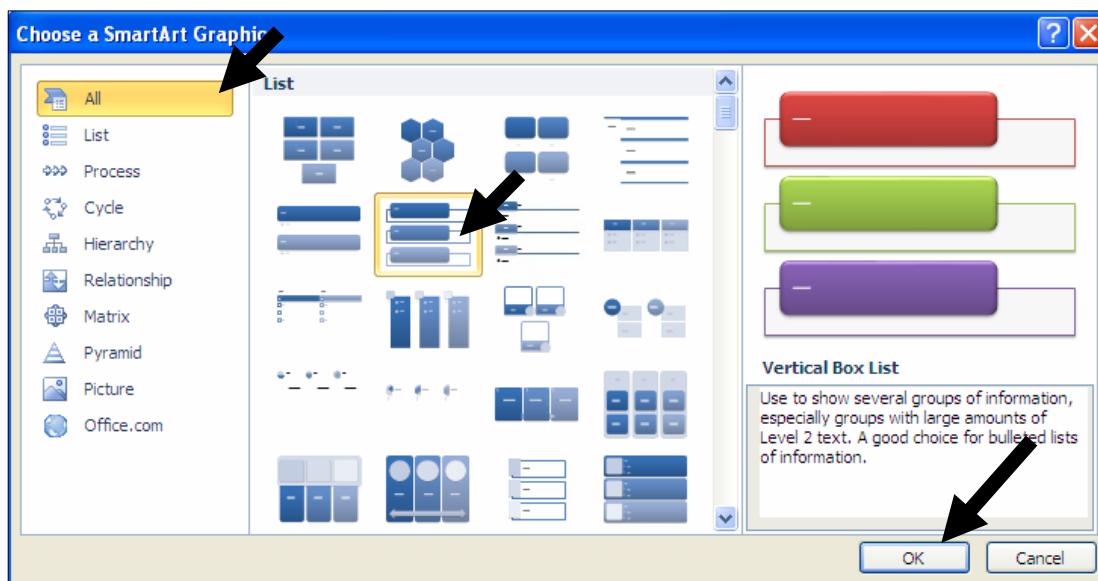 Choose a SmartArt Graphic
All
List
Process
Cycle
Hierarchy
Relationship
Matrix
Pyramid
Picture
Office.com
List
Vertical Box List
Use to show several groups of information,
especially groups with large amounts of
Level 2 text. A good choice for bulleted lists
of information.
OK
Cancel